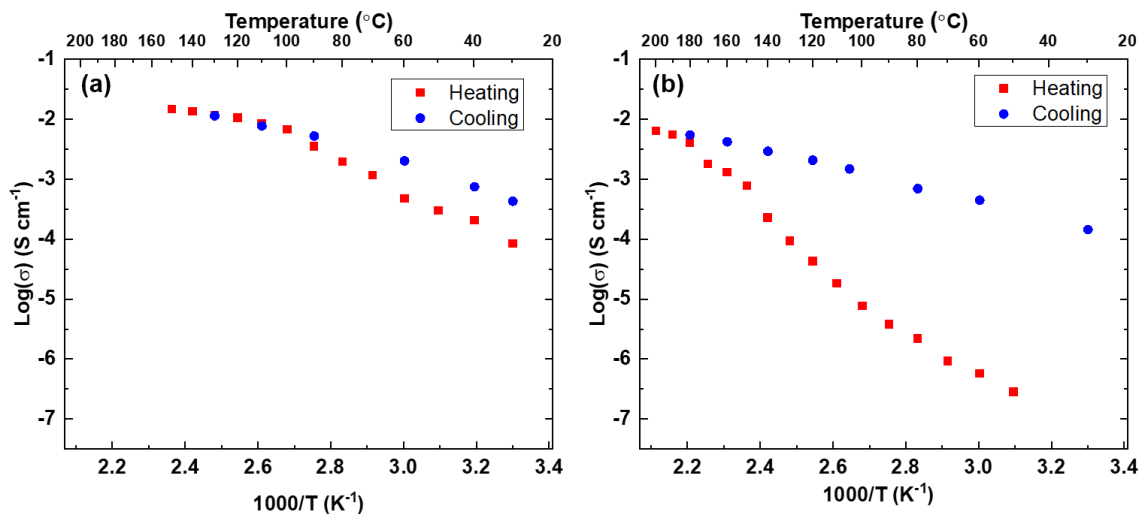 Temperature (°C)
200 180 160 140 120 100 80 60 40 20
-1
(a)
Heating
Cooling
-2
-3
-4
-5
-6
-7
Log(σ) (S cm⁻¹)
2.2 2.4 2.6 2.8 3.0 3.2 3.4
1000/T (K⁻¹)
Temperature (°C)
200 180 160 140 120 100 80 60 40 20
-1
(b)
Heating
Cooling
-2
-3
-4
-5
-6
-7
Log(σ) (S cm⁻¹)
2.2 2.4 2.6 2.8 3.0 3.2 3.4
1000/T (K⁻¹)